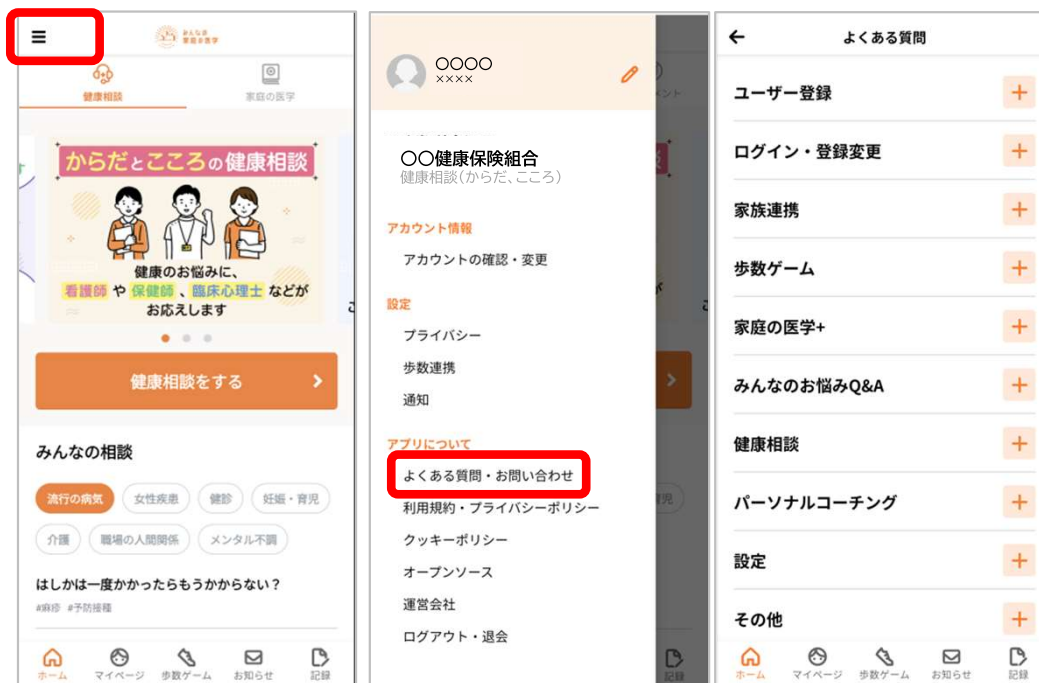 みんなの
家庭の医学
健康相談
家庭の医学
からだとこころの健康相談
健康のお悩みに、
看護師 や 保健師 、臨床心理士 などが
お応えします
健康相談をする
みんなの相談
流行の病気
女性疾患
健診
妊娠・育児
介護
職場の人間関係
メンタル不調
はしかは一度かかったらもうかからない?
#麻疹 #予防接種
ホーム
マイページ
歩数ゲーム
お知らせ
記録
〇〇〇〇
××××
〇〇健康保険組合
健康相談(からだ、こころ)
アカウント情報
アカウントの確認・変更
設定
プライバシー
歩数連携
通知
アプリについて
よくある質問・お問い合わせ
利用規約・プライバシーポリシー
クッキーポリシー
オープンソース
運営会社
ログアウト・退会
記録
よくある質問
ユーザー登録
ログイン・登録変更
家族連携
歩数ゲーム
家庭の医学+
みんなのお悩みQ&A
健康相談
パーソナルコーチング
設定
その他
ホーム
マイページ
歩数ゲーム
お知らせ
記録